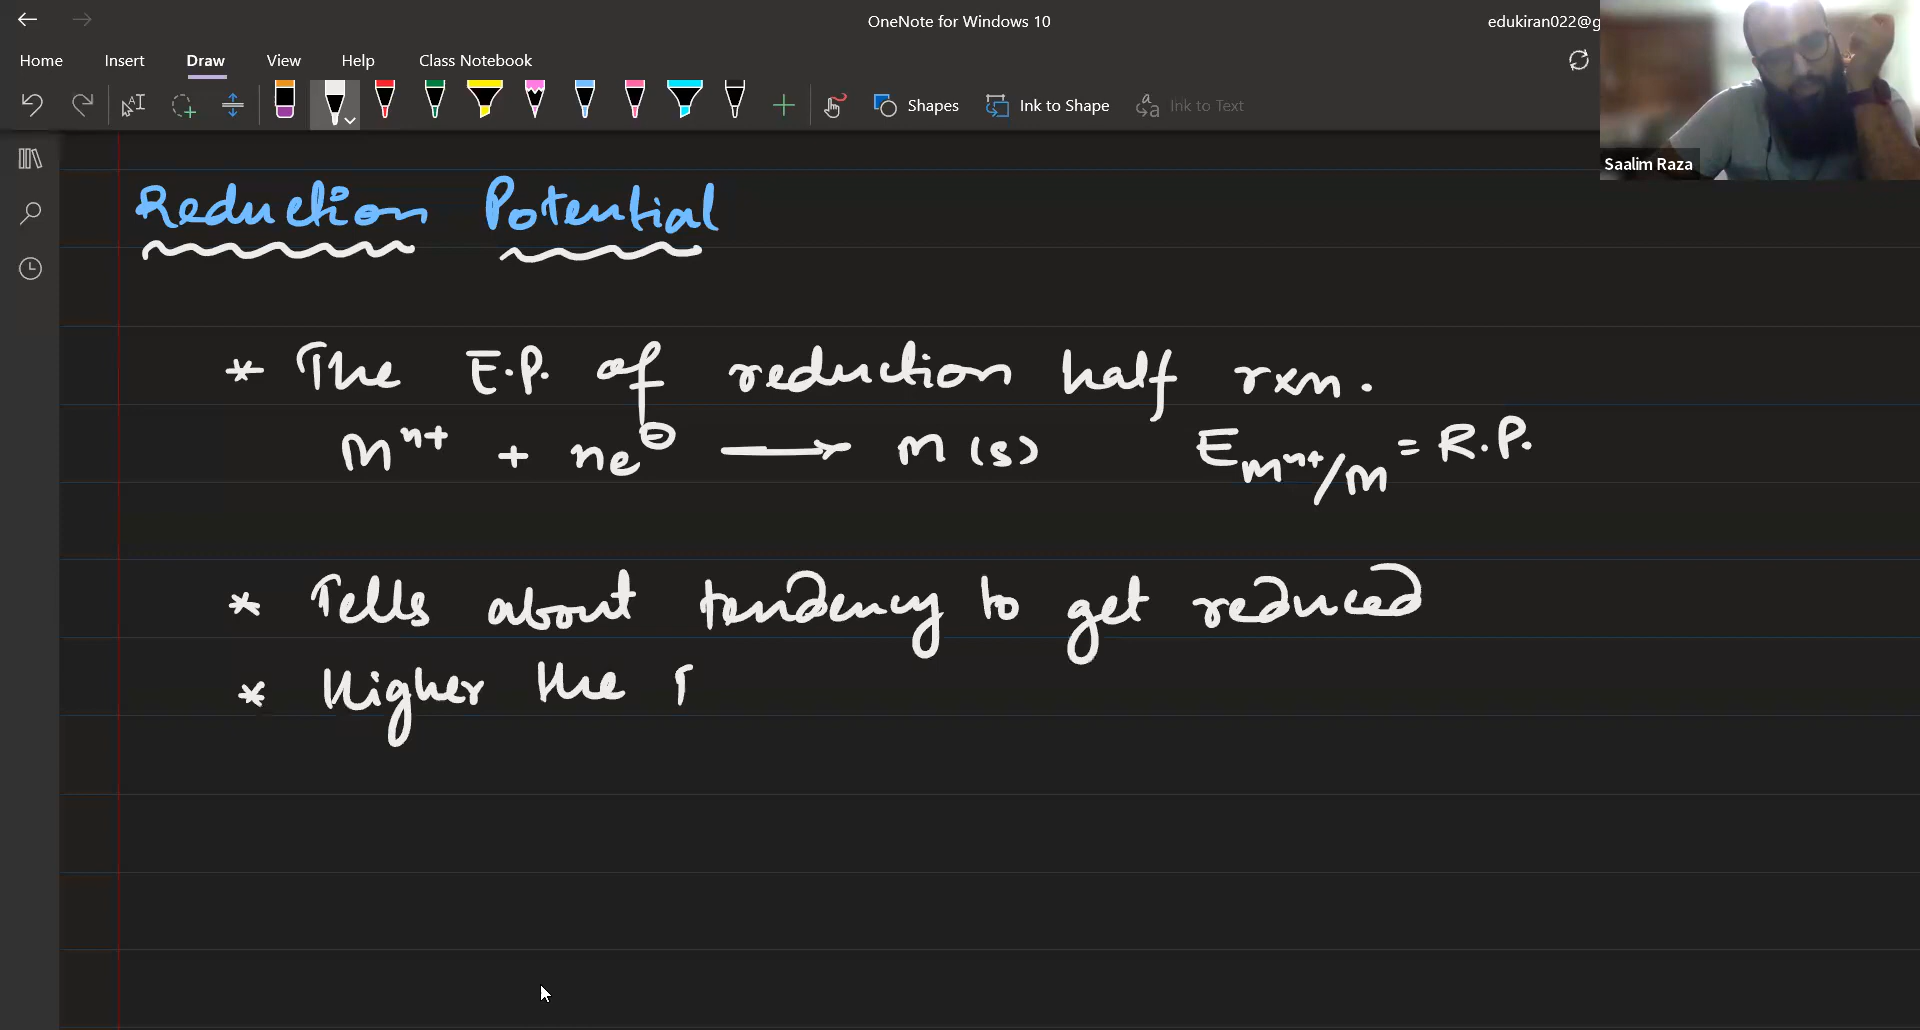 OneNote for Windows 10
edukiran022@g
Home Insert Draw View Help Class Notebook
Shapes Ink to Shape Ink to Text
Saalim Raza
Reduction Potential
* The E.P. of reduction half rxn.
Mⁿ⁺ + ne⊖ ⟶ M (s) E Mⁿ⁺/M = R.P.
* Tells about tendency to get reduced
* Higher the